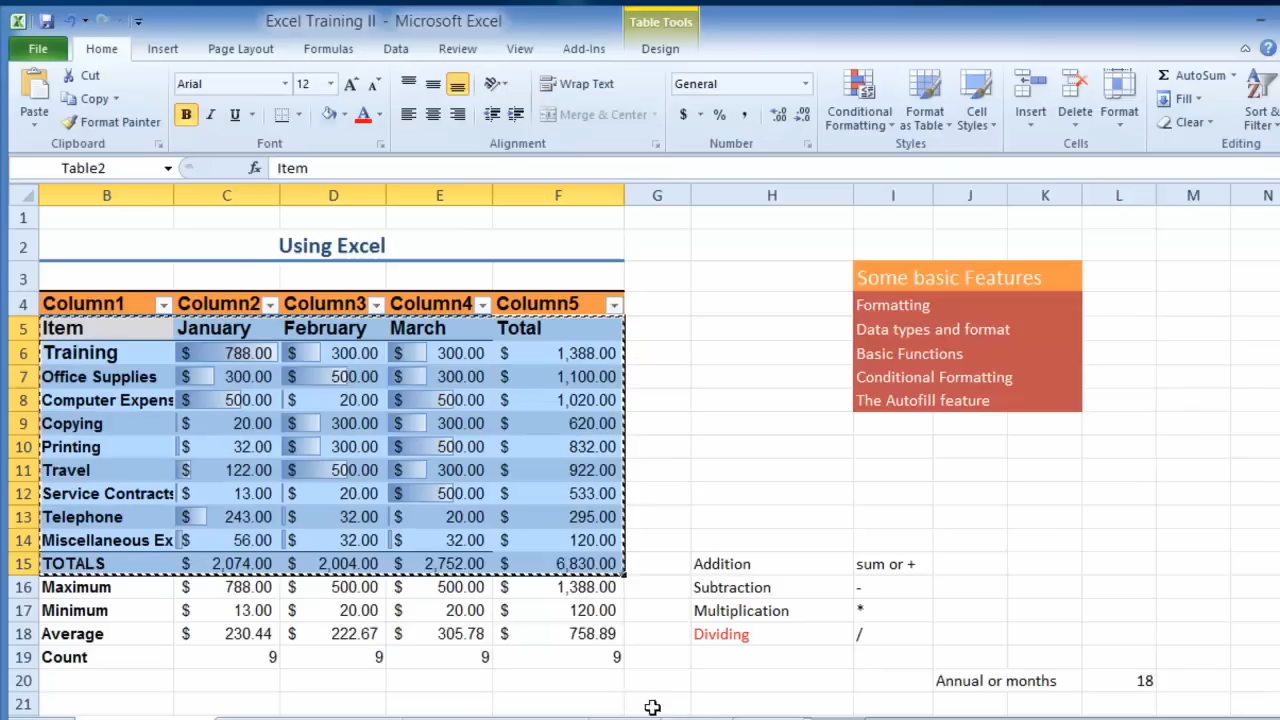 Excel Training II - Microsoft Excel
Table Tools
File Home Insert Page Layout Formulas Data Review View Add-Ins Design
Paste
Cut
Copy
Format Painter
Clipboard
Arial 12
B I U
Font
Wrap Text
Merge & Center
Alignment
General
$ % ,
Number
Conditional Formatting
Format as Table
Cell Styles
Styles
Insert Delete Format
Cells
AutoSum
Fill
Clear
Sort & Filter
Editing
Table2 fx Item
B C D E F G H I J K L M N
1
2 Using Excel
3 Some basic Features
4 Column1 Column2 Column3 Column4 Column5 Formatting
5 Item January February March Total Data types and format
6 Training $ 788.00 $ 300.00 $ 300.00 $ 1,388.00 Basic Functions
7 Office Supplies $ 300.00 $ 500.00 $ 300.00 $ 1,100.00 Conditional Formatting
8 Computer Expens $ 500.00 $ 20.00 $ 500.00 $ 1,020.00 The Autofill feature
9 Copying $ 20.00 $ 300.00 $ 300.00 $ 620.00
10 Printing $ 32.00 $ 300.00 $ 500.00 $ 832.00
11 Travel $ 122.00 $ 500.00 $ 300.00 $ 922.00
12 Service Contracts $ 13.00 $ 20.00 $ 500.00 $ 533.00
13 Telephone $ 243.00 $ 32.00 $ 20.00 $ 295.00
14 Miscellaneous Ex $ 56.00 $ 32.00 $ 32.00 $ 120.00
15 TOTALS $ 2,074.00 $ 2,004.00 $ 2,752.00 $ 6,830.00 Addition sum or +
16 Maximum $ 788.00 $ 500.00 $ 500.00 $ 1,388.00 Subtraction -
17 Minimum $ 13.00 $ 20.00 $ 20.00 $ 120.00 Multiplication *
18 Average $ 230.44 $ 222.67 $ 305.78 $ 758.89 Dividing /
19 Count 9 9 9 9
20 Annual or months 18
21